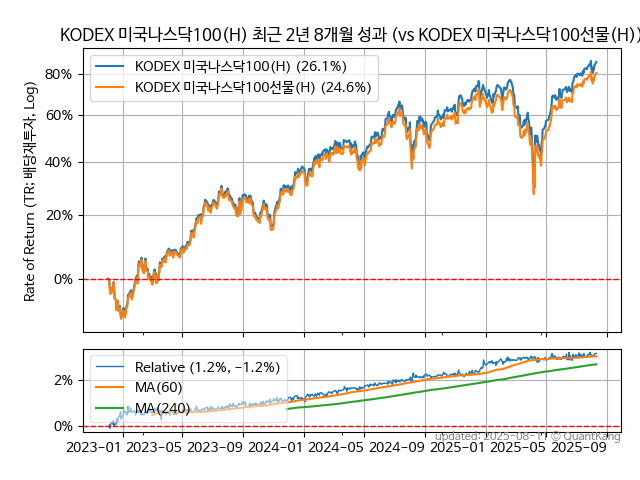 KODEX 미국나스닥100(H) 최근 2년 8개월 성과 (vs KODEX 미국나스닥100선물(H))
KODEX 미국나스닥100(H) (26.1%)
KODEX 미국나스닥100선물(H) (24.6%)
80%
60%
40%
20%
0%
Rate of Return (TR: 배당재투자, Log)
Relative (1.2%, −1.2%)
MA(60)
MA(240)
2%
0%
2023−01 2023−05 2023−09 2024−01 2024−05 2024−09 2025−01 2025−05 2025−09
updated: 2025-08-1 © QuantKang